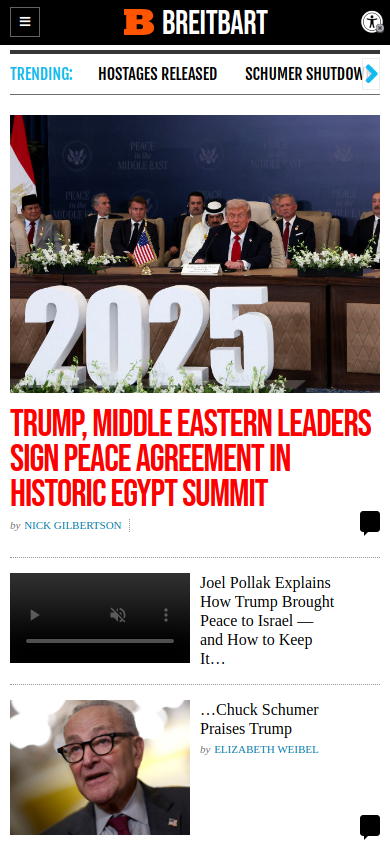 BREITBART
TRENDING:
HOSTAGES RELEASED
SCHUMER SHUTDOW
PEACE
in the
MIDDLE EAST
PEACE
in the
MIDDLE EAST
2025
TRUMP, MIDDLE EASTERN LEADERS
SIGN PEACE AGREEMENT IN
HISTORIC EGYPT SUMMIT
by NICK GILBERTSON
Joel Pollak Explains
How Trump Brought
Peace to Israel —
and How to Keep
It…
…Chuck Schumer
Praises Trump
by ELIZABETH WEIBEL